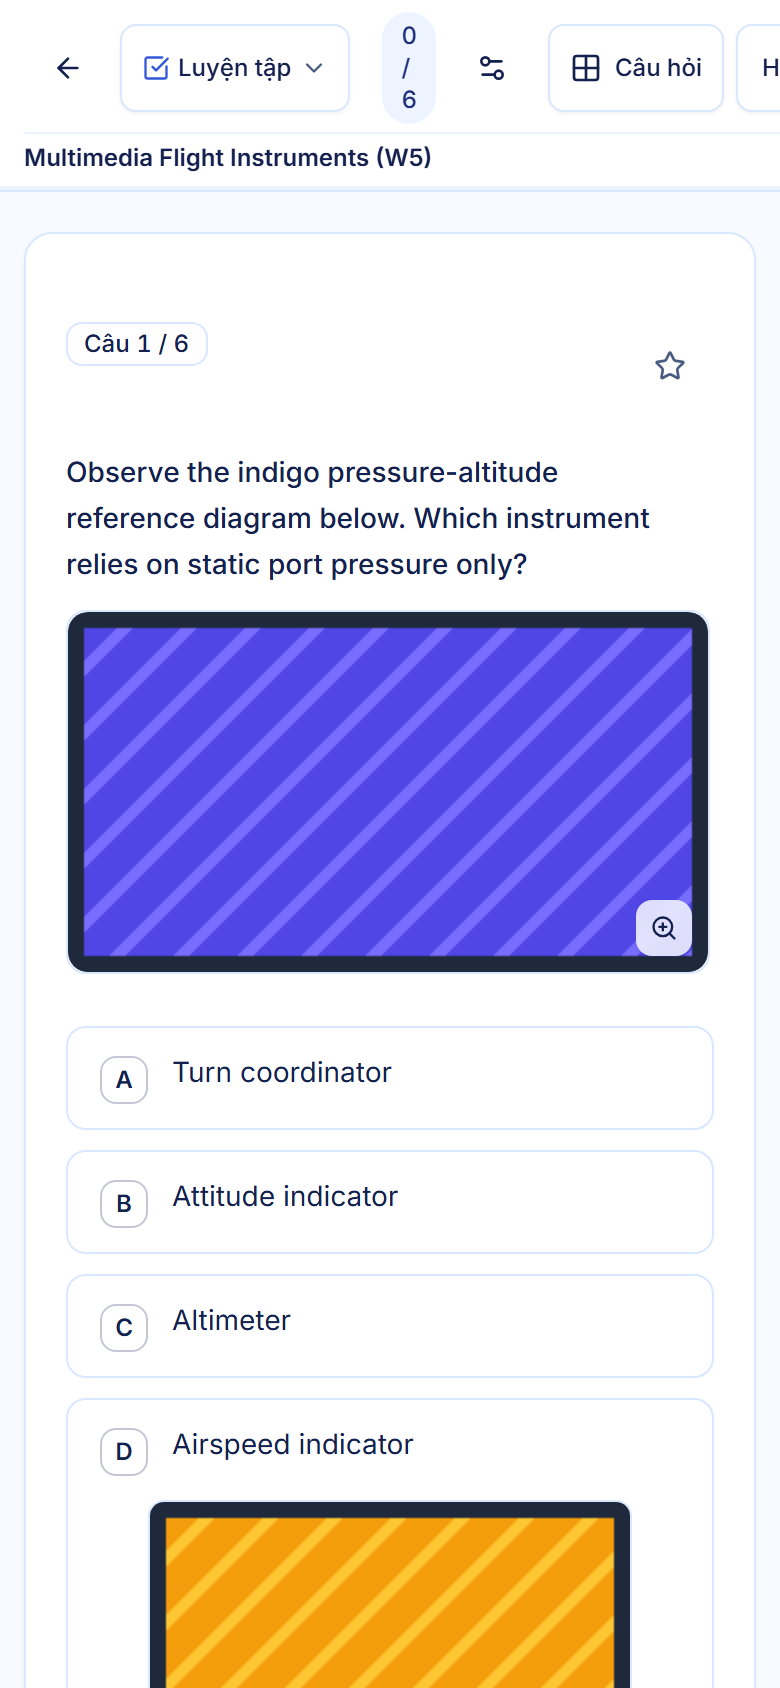 Luyện tập
0
/
6
Câu hỏi
H
Multimedia Flight Instruments (W5)
Câu 1 / 6
Observe the indigo pressure-altitude
reference diagram below. Which instrument
relies on static port pressure only?
A
Turn coordinator
B
Attitude indicator
C
Altimeter
D
Airspeed indicator